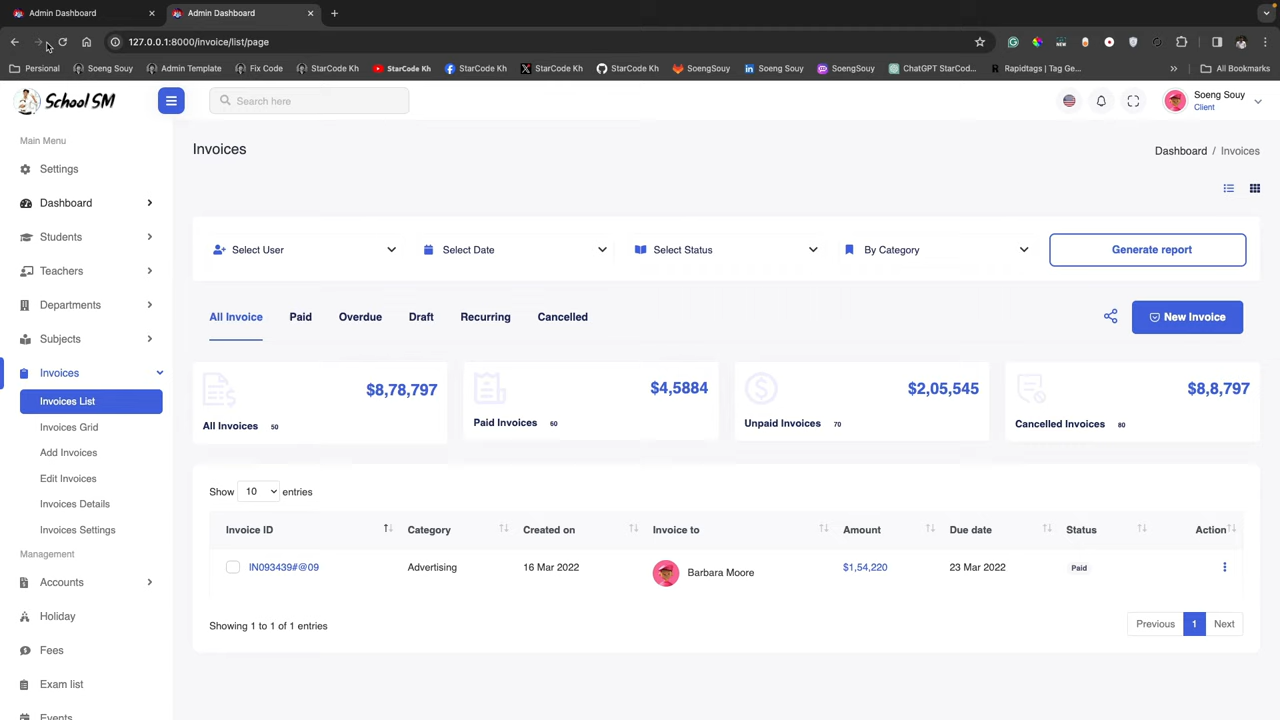 Admin Dashboard
Admin Dashboard
127.0.0.1:8000/invoice/list/page
Personal
Soeng Souy
Admin Template
Fix Code
StarCode Kh
StarCode Kh
StarCode Kh
StarCode Kh
StarCode Kh
SoengSouy
Soeng Souy
SoengSouy
ChatGPT StarCod...
Rapidtags | Tag Ge...
All Bookmarks
School SM
Search here
Soeng Souy
Client
Main Menu
Settings
Dashboard
Students
Teachers
Departments
Subjects
Invoices
Invoices List
Invoices Grid
Add Invoices
Edit Invoices
Invoices Details
Invoices Settings
Management
Accounts
Holiday
Fees
Exam list
Events
Invoices
Dashboard / Invoices
Select User
Select Date
Select Status
By Category
Generate report
All Invoice
Paid
Overdue
Draft
Recurring
Cancelled
New Invoice
$8,78,797
All Invoices 50
$4,5884
Paid Invoices 60
$2,05,545
Unpaid Invoices 70
$8,8,797
Cancelled Invoices 80
Show 10 entries
Invoice ID Category Created on Invoice to Amount Due date Status Action
IN093439#@09 Advertising 16 Mar 2022 Barbara Moore $1,54,220 23 Mar 2022 Paid
Showing 1 to 1 of 1 entries
Previous 1 Next